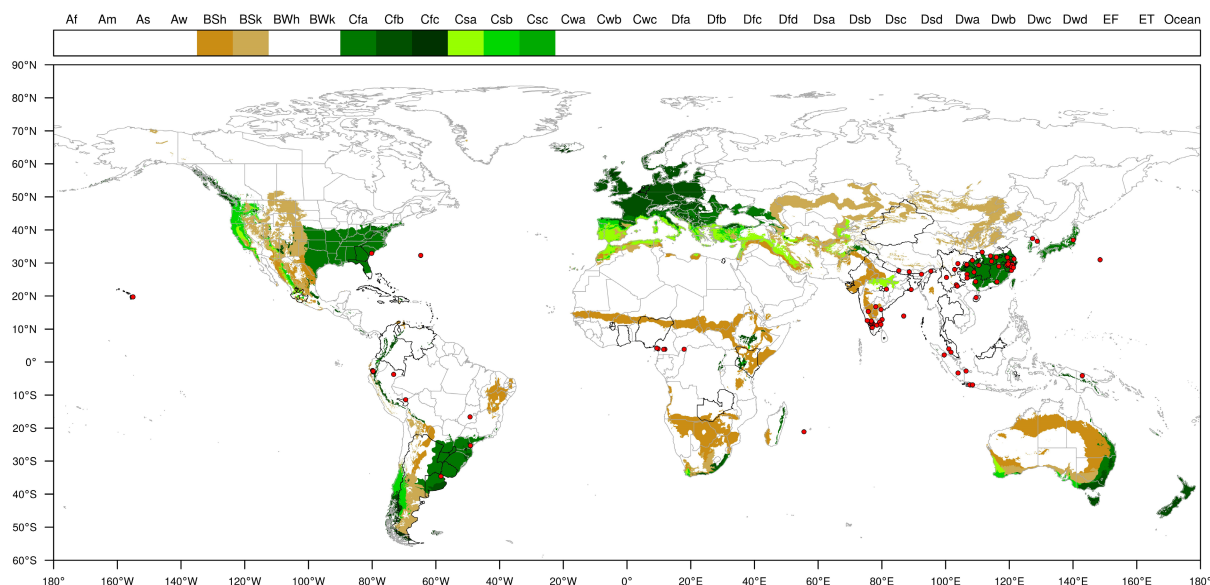 Af Am As Aw BSh BSk BWh BWk Cfa Cfb Cfc Csa Csb Csc Cwa Cwb Cwc Dfa Dfb Dfc Dfd Dsa Dsb Dsc Dsd Dwa Dwb Dwc Dwd EF ET Ocean
90°N
80°N
70°N
60°N
50°N
40°N
30°N
20°N
10°N
0°
10°S
20°S
30°S
40°S
50°S
60°S
180° 160°W 140°W 120°W 100°W 80°W 60°W 40°W 20°W 0° 20°E 40°E 60°E 80°E 100°E 120°E 140°E 160°E 180°